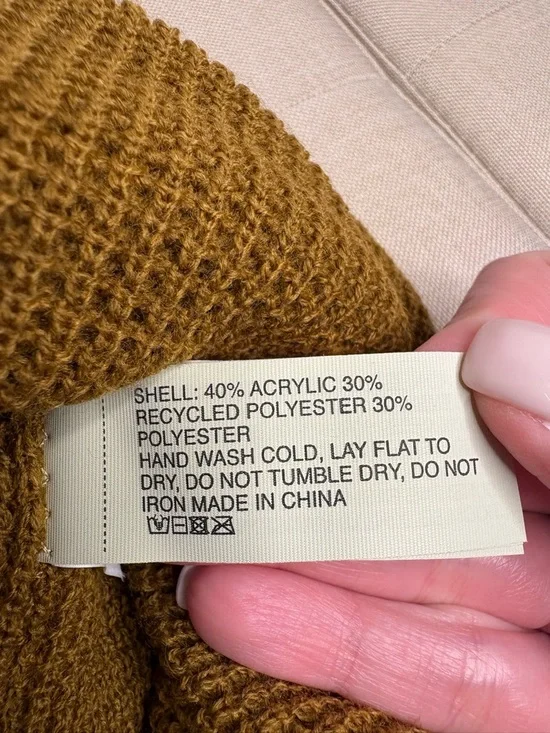 SHELL: 40% ACRYLIC 30%
RECYCLED POLYESTER 30%
POLYESTER
HAND WASH COLD, LAY FLAT TO
DRY, DO NOT TUMBLE DRY, DO NOT
IRON MADE IN CHINA